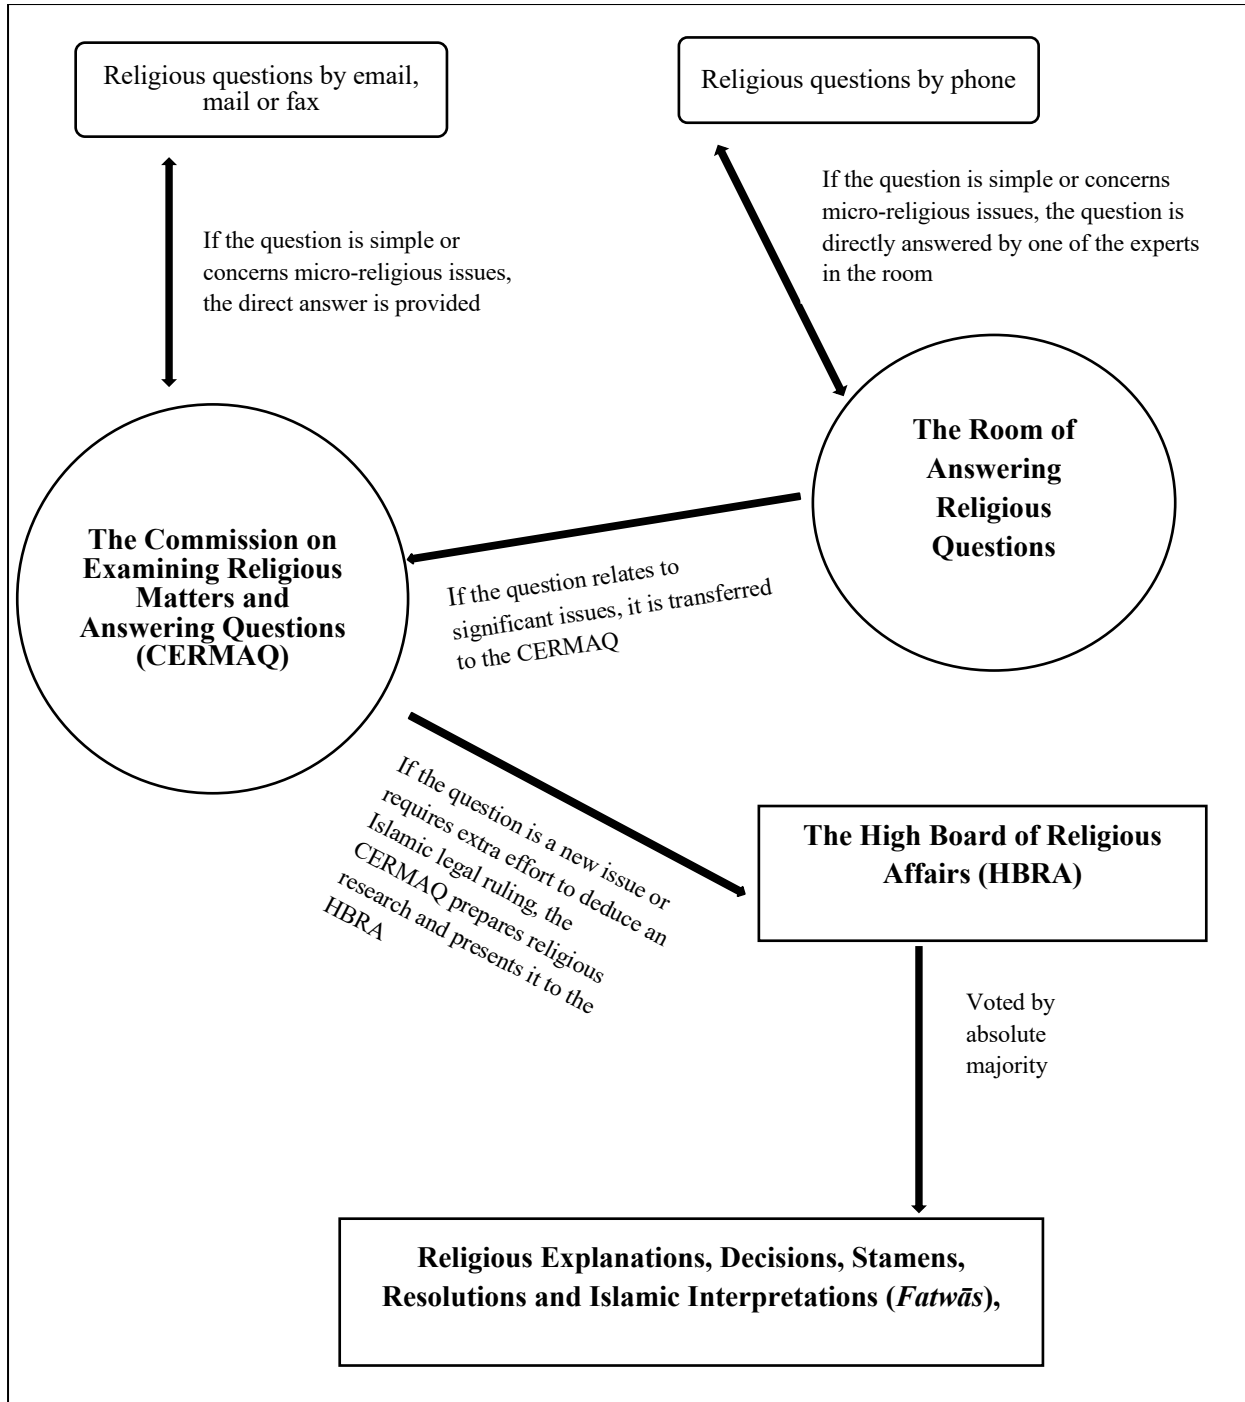 Religious questions by email,
mail or fax
Religious questions by phone
If the question is simple or
concerns micro-religious issues,
the direct answer is provided
If the question is simple or concerns
micro-religious issues, the question is
directly answered by one of the experts
in the room
The Room of
Answering
Religious
Questions
The Commission on
Examining Religious
Matters and
Answering Questions
(CERMAQ)
If the question relates to
significant issues, it is transferred
to the CERMAQ
If the question is a new issue or
requires extra effort to deduce an
Islamic legal ruling, the
CERMAQ prepares religious
research and presents it to the
HBRA
The High Board of Religious
Affairs (HBRA)
Voted by
absolute
majority
Religious Explanations, Decisions, Stamens,
Resolutions and Islamic Interpretations (Fatwās),